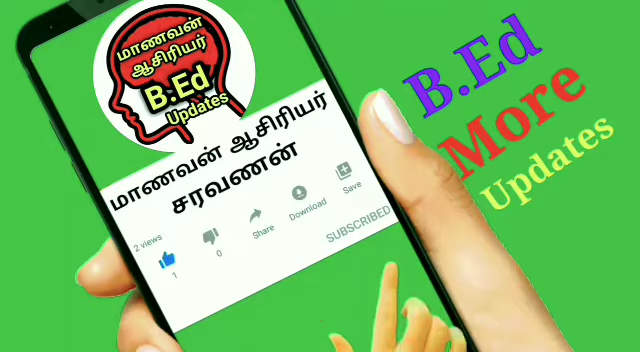 மாணவன்
ஆசிரியர்
B.Ed
Updates
மாணவன் ஆசிரியர்
சரவணன்
2 views
1
0
Share
Download
Save
SUBSCRIBED
B.Ed
More
Updates